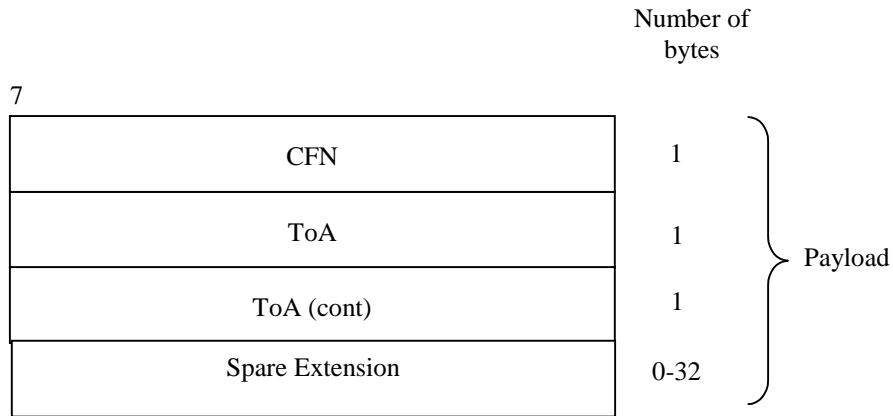 Number of
bytes
7
CFN
1
ToA
1
Payload
ToA (cont)
1
Spare Extension
0-32